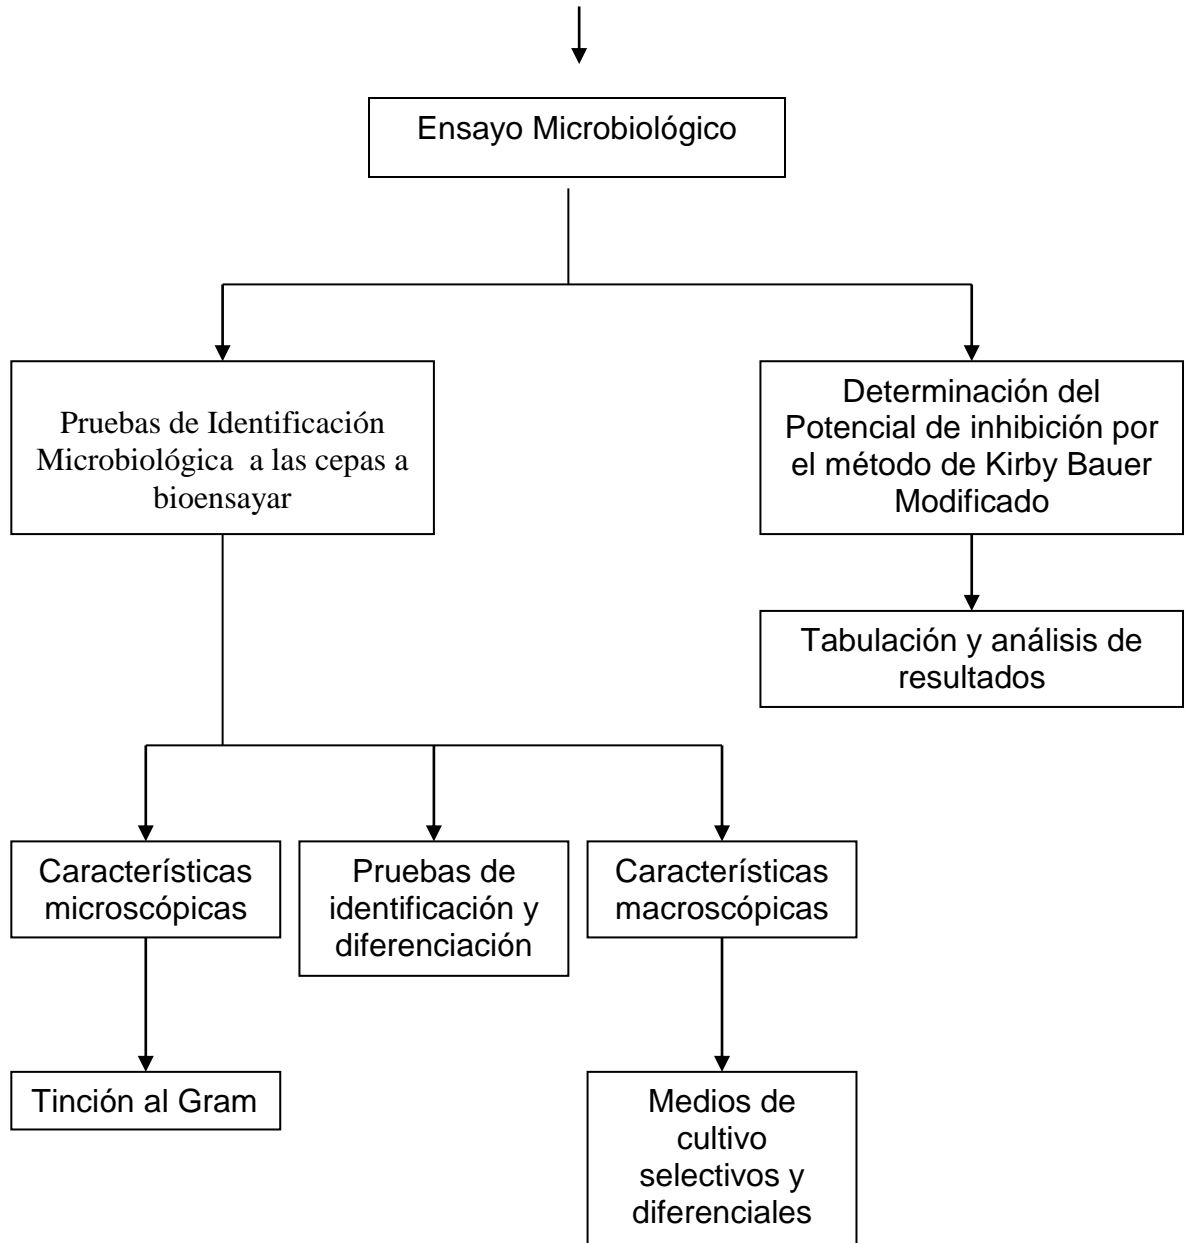 Ensayo Microbiológico
Pruebas de Identificación
Microbiológica  a las cepas a
bioensayar
Determinación del
Potencial de inhibición por
el método de Kirby Bauer
Modificado
Tabulación y análisis de
resultados
Característícas
microscópicas
Pruebas de
identificación y
diferenciación
Característícas
macroscópicas
Tinción al Gram
Medios de
cultivo
selectivos y
diferenciales